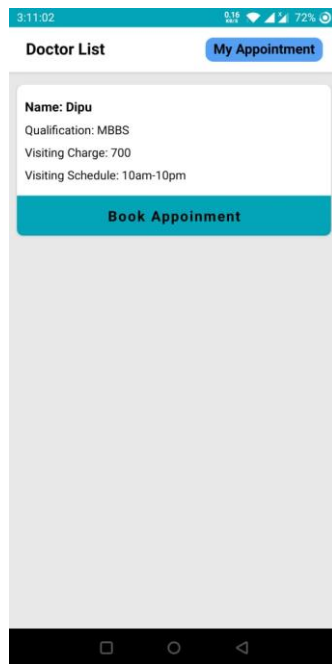 3:11:02
0.16
KB/S
72%
Doctor List
My Appointment
Name: Dipu
Qualification: MBBS
Visiting Charge: 700
Visiting Schedule: 10am-10pm
Book Appoinment